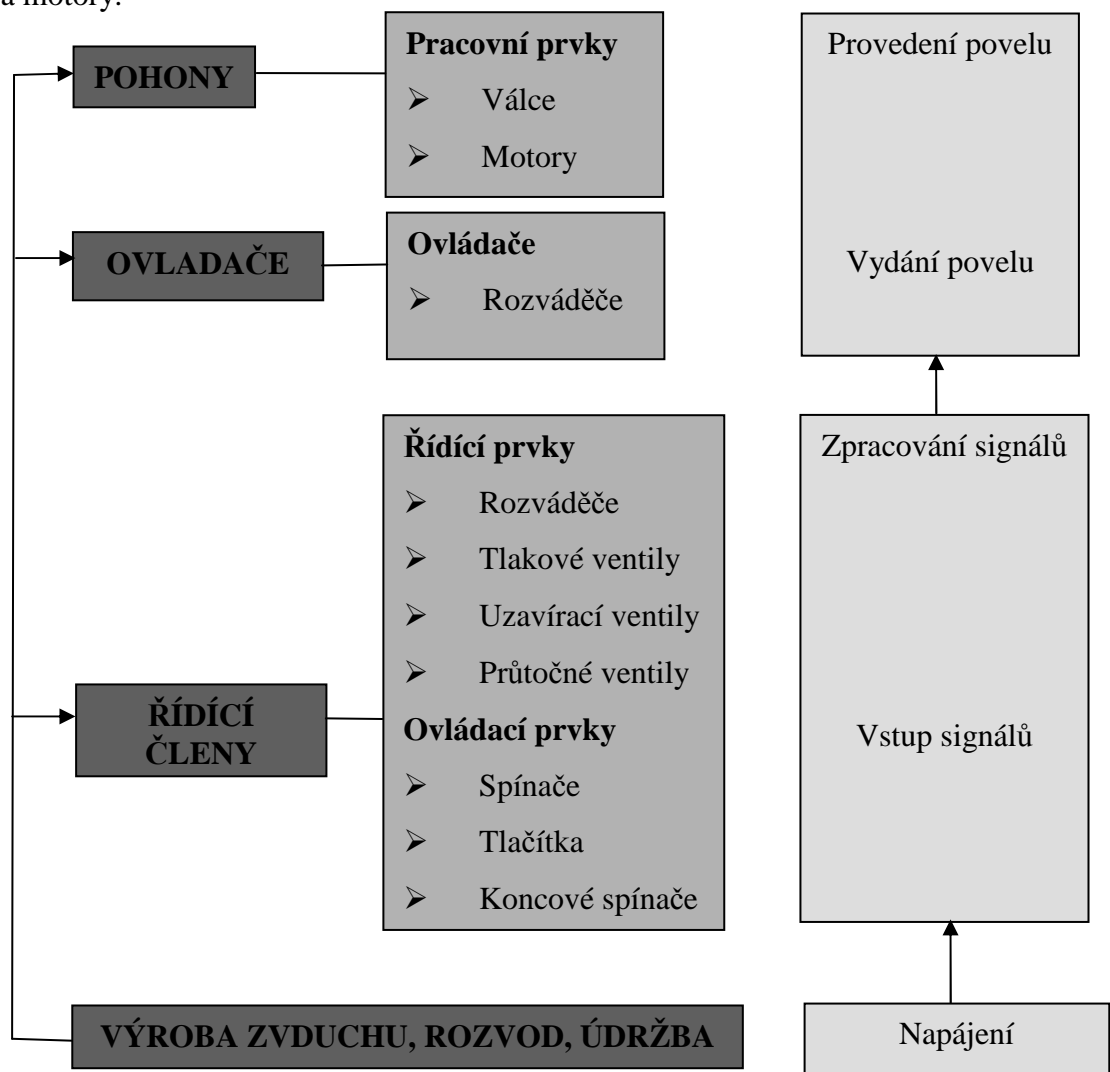 a motory.
POHONY
Pracovní prvky
➢ Válce
➢ Motory
Provedení povelu
OVLADAČE
Ovládače
➢ Rozváděče
Vydání povelu
ŘÍDÍCÍ
ČLENY
Řídící prvky
➢ Rozváděče
➢ Tlakové ventily
➢ Uzavírací ventily
➢ Průtočné ventily
Ovládací prvky
➢ Spínače
➢ Tlačítka
➢ Koncové spínače
Zpracování signálů
Vstup signálů
VÝROBA ZVDUCHU, ROZVOD, ÚDRŽBA
Napájení